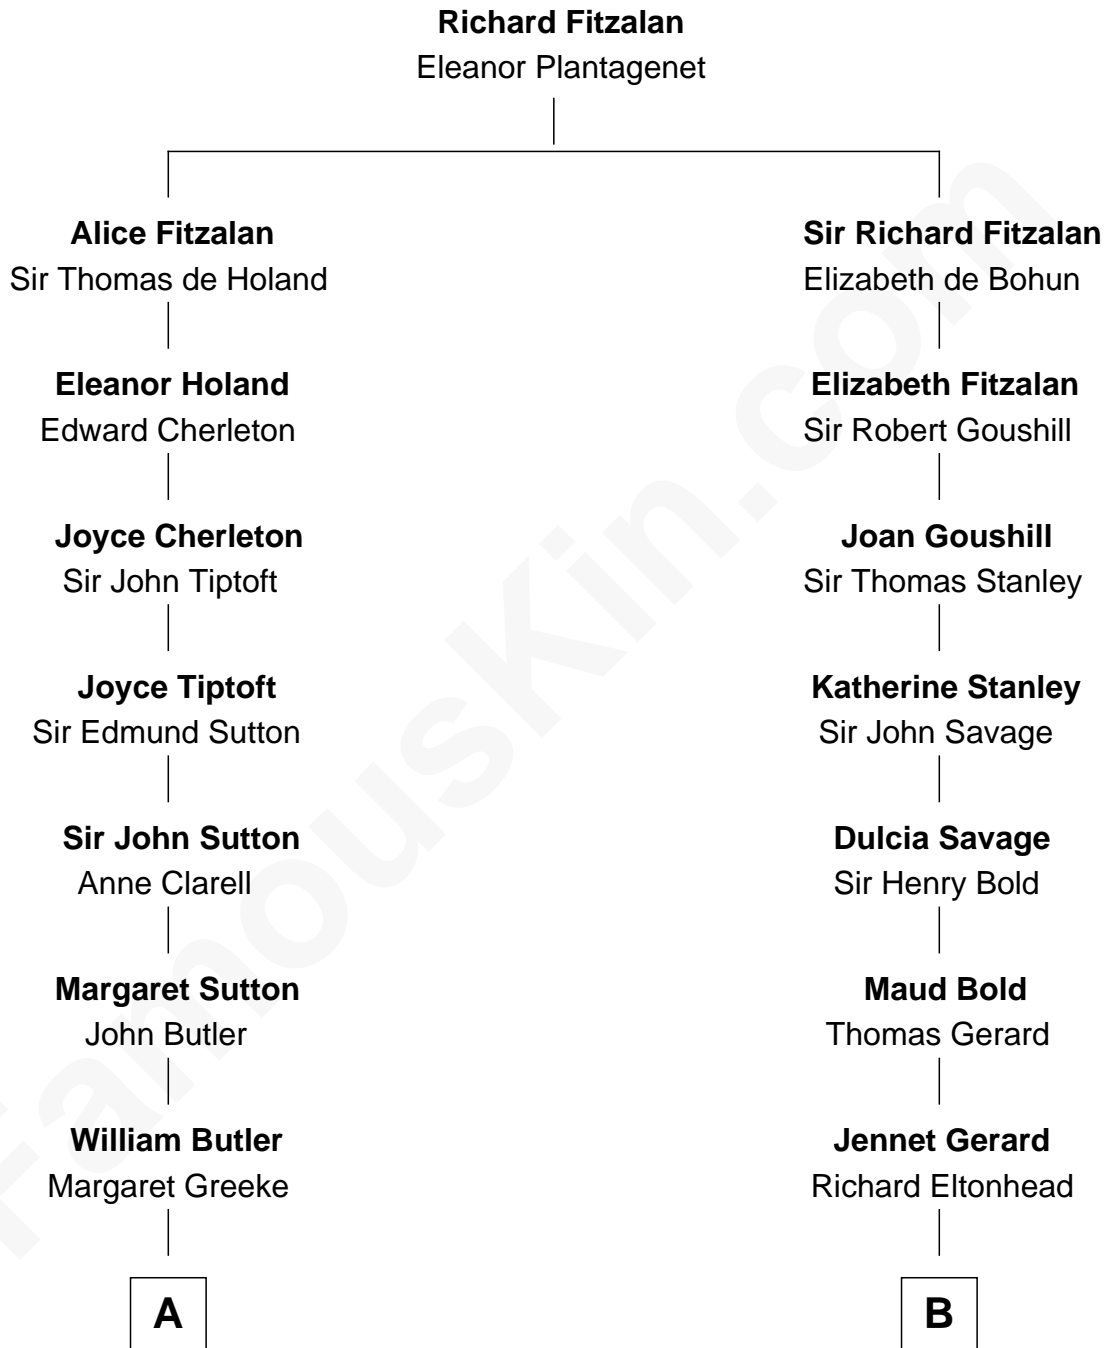 Richard Fitzalan
Eleanor Plantagenet
Alice Fitzalan
Sir Thomas de Holand
Eleanor Holand
Edward Cherleton
Joyce Cherleton
Sir John Tiptoft
Joyce Tiptoft
Sir Edmund Sutton
Sir John Sutton
Anne Clarell
Margaret Sutton
John Butler
William Butler
Margaret Greeke
A
Sir Richard Fitzalan
Elizabeth de Bohun
Elizabeth Fitzalan
Sir Robert Goushill
Joan Goushill
Sir Thomas Stanley
Katherine Stanley
Sir John Savage
Dulcia Savage
Sir Henry Bold
Maud Bold
Thomas Gerard
Jennet Gerard
Richard Eltonhead
B
FamousKin.com